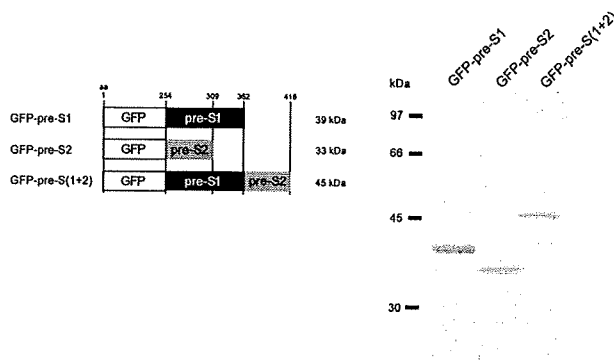 aa
1 254 309 362 416
GFP-pre-S1 GFP pre-S1 39 kDa
GFP-pre-S2 GFP pre-S2 33 kDa
GFP-pre-S(1+2) GFP pre-S1 pre-S2 45 kDa
GFP-pre-S1
GFP-pre-S2
GFP-pre-S(1+2)
kDa
97
66
45
30